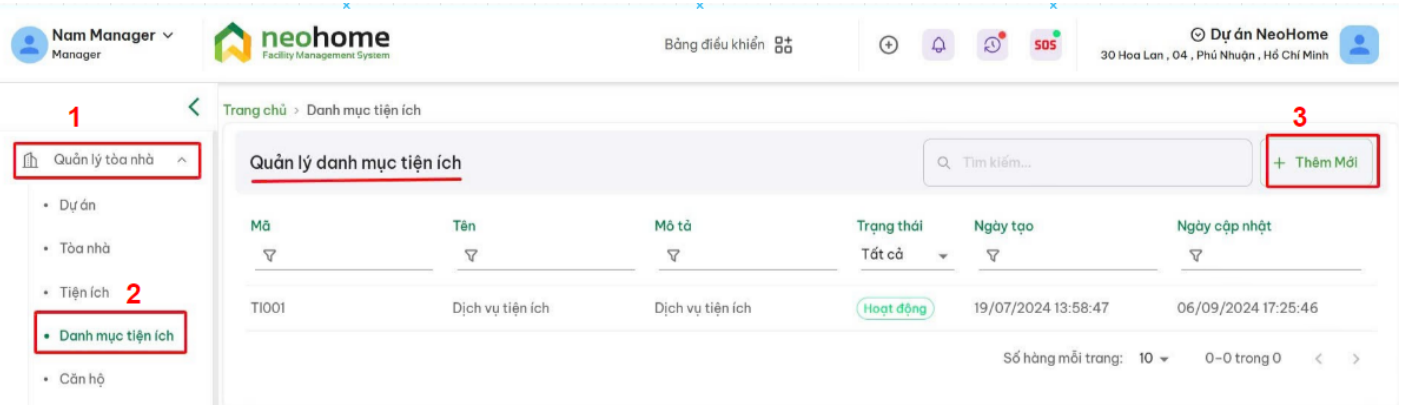 Nam Manager
Manager
neohome
Facility Management System
Bảng điều khiển
SOS
Dự án NeoHome
30 Hoa Lan , 04 , Phú Nhuận , Hồ Chí Minh
1
Trang chủ > Danh mục tiện ích
3
Quản lý tòa nhà
Quản lý danh mục tiện ích
Tìm kiếm...
+ Thêm Mới
• Dự án
• Tòa nhà
• Tiện ích
2
• Danh mục tiện ích
• Căn hộ
Mã Tên Mô tả Trạng thái Ngày tạo Ngày cập nhật
Tất cả
TI001 Dịch vụ tiện ích Dịch vụ tiện ích Hoạt động 19/07/2024 13:58:47 06/09/2024 17:25:46
Số hàng mỗi trang: 10 0-0 trong 0 < >